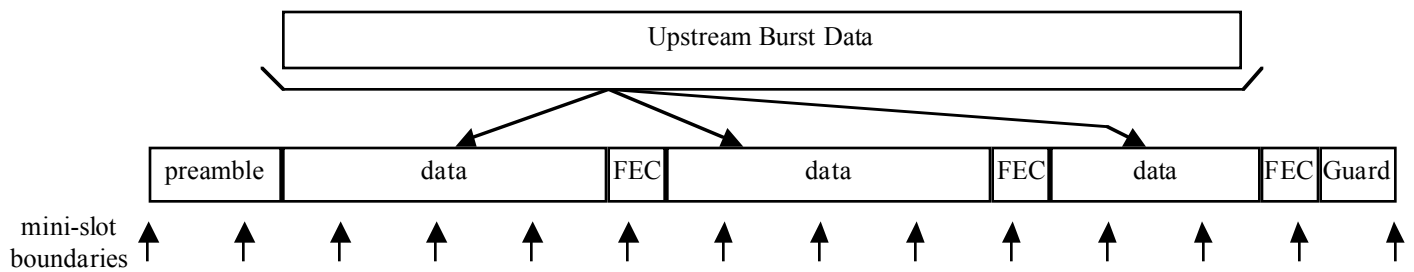 Upstream Burst Data
preamble data FEC data FEC data FEC Guard
mini-slot
boundaries